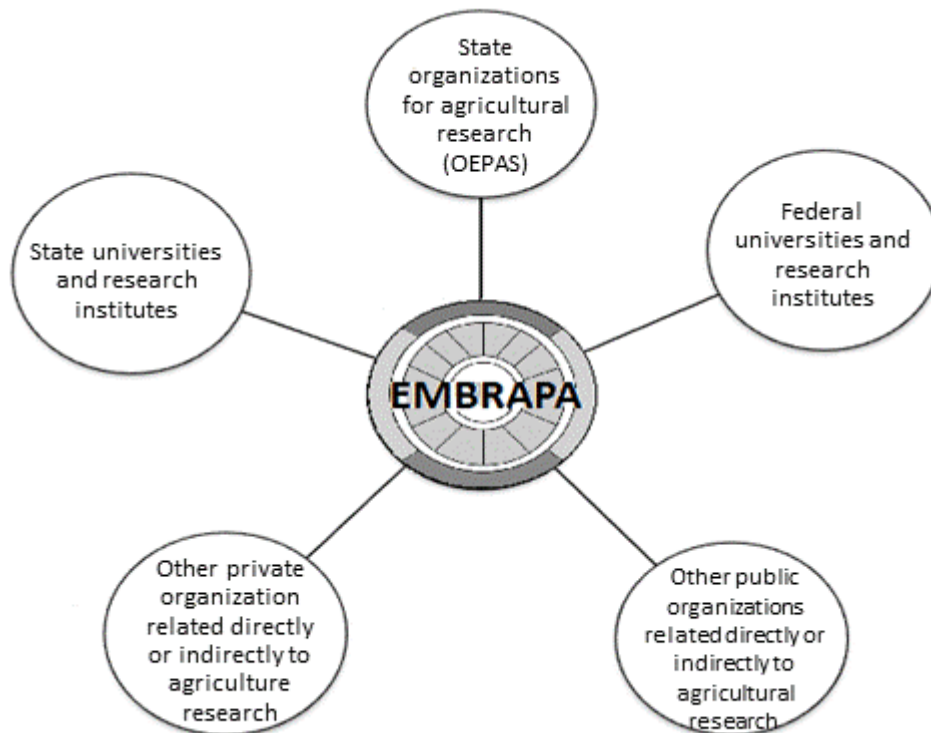 State
organizations
for agricultural
research
(OEPAS)
State universities
and research
institutes
Federal
universities and
research
institutes
EMBRAPA
Other private
organization
related directly
or indirectly to
agriculture
research
Other public
organizations
related directly or
indirectly to
agricultural
research